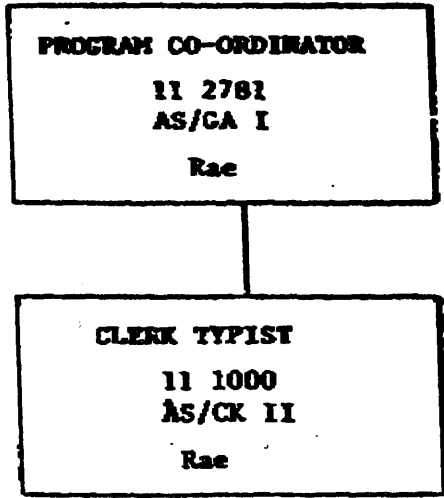 PROGRAM CO-ORDINATOR
11 2781
AS/GA I
Rae
CLERK TYPIST
11 1000
AS/CK II
Rae